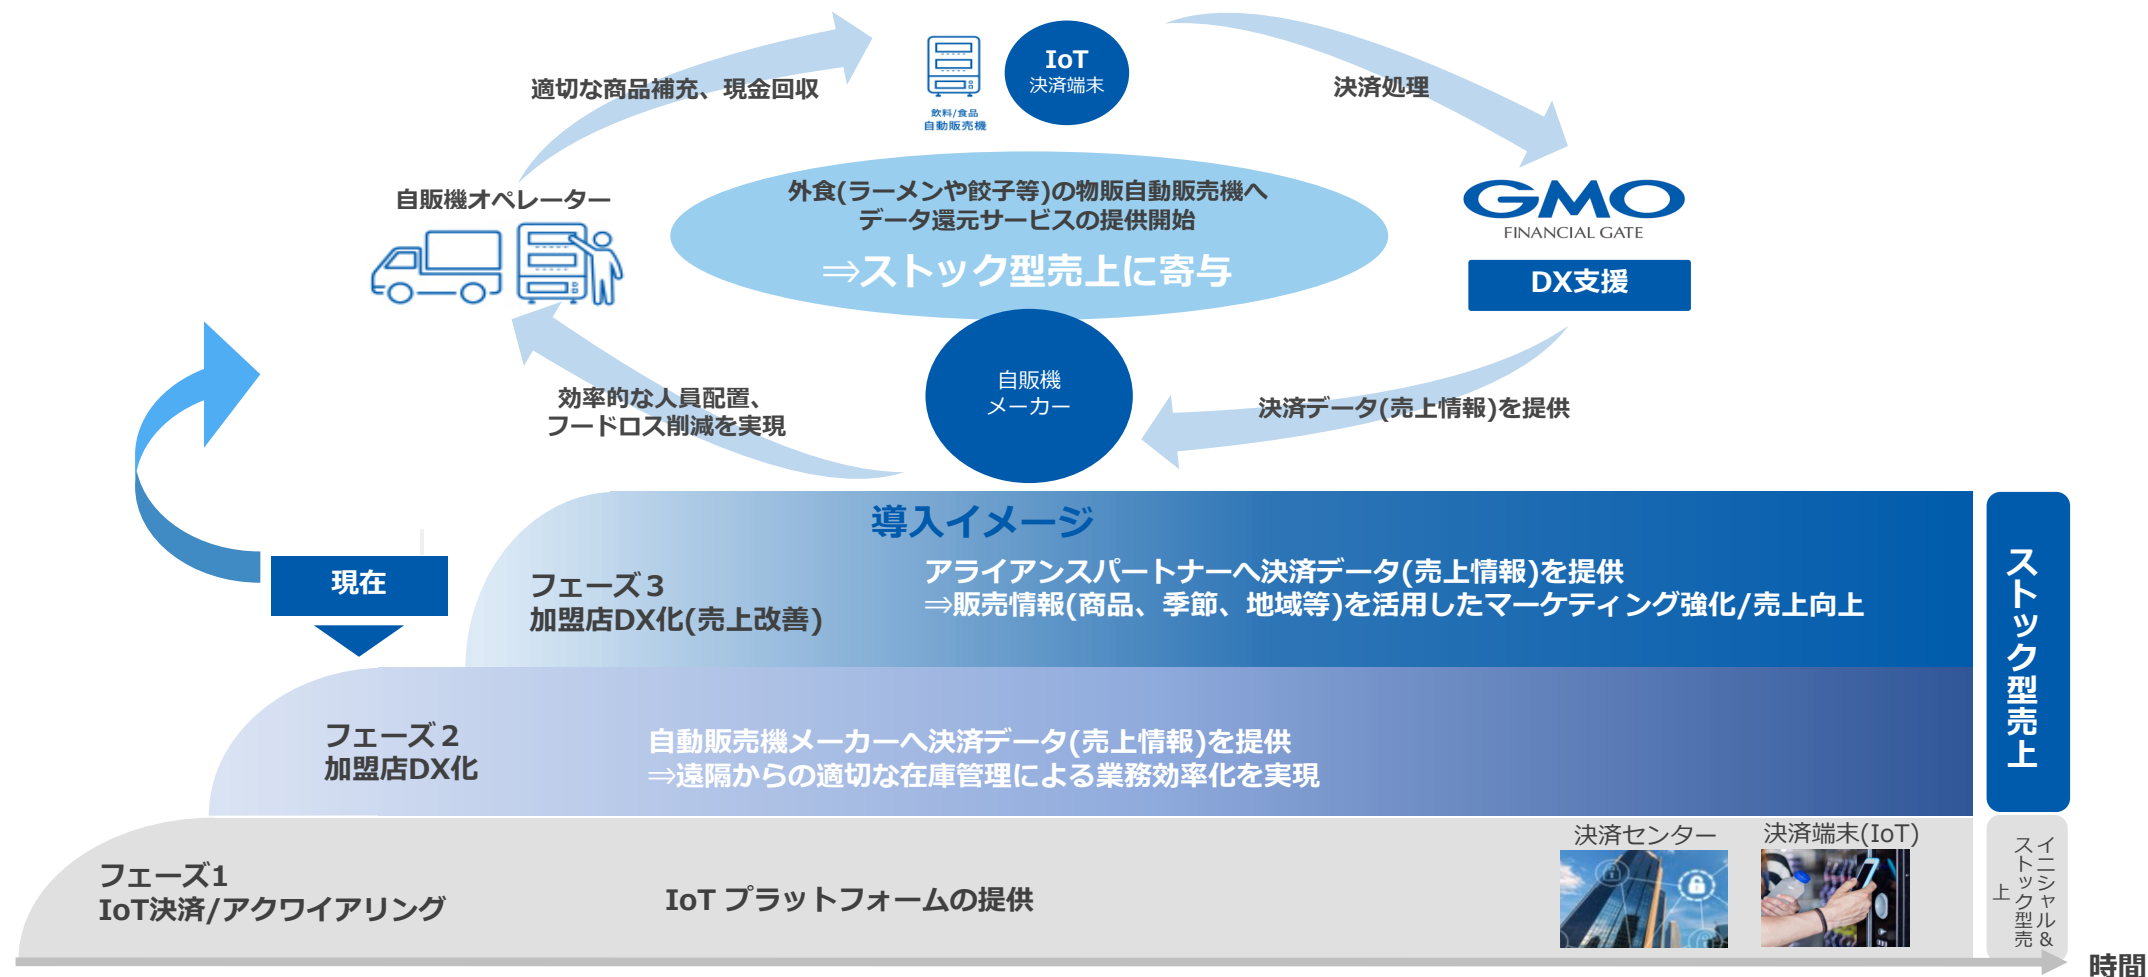 適切な商品補充、現金回収
飲料/食品
自動販売機
IoT
決済端末
決済処理
自販機オペレーター
外食(ラーメンや餃子等)の物販自動販売機へ
データ還元サービスの提供開始
⇒ストック型売上に寄与
GMO
FINANCIAL GATE
DX支援
自販機
メーカー
効率的な人員配置、
フードロス削減を実現
決済データ(売上情報)を提供
導入イメージ
現在
フェーズ３
加盟店DX化(売上改善)
アライアンスパートナーへ決済データ(売上情報)を提供
⇒販売情報(商品、季節、地域等)を活用したマーケティング強化/売上向上
ストック型売上
フェーズ２
加盟店DX化
自動販売機メーカーへ決済データ(売上情報)を提供
⇒遠隔からの適切な在庫管理による業務効率化を実現
フェーズ1
IoT決済/アクワイアリング
IoT プラットフォームの提供
決済センター
決済端末(IoT)
イニシャル&
ストック型売
上
時間